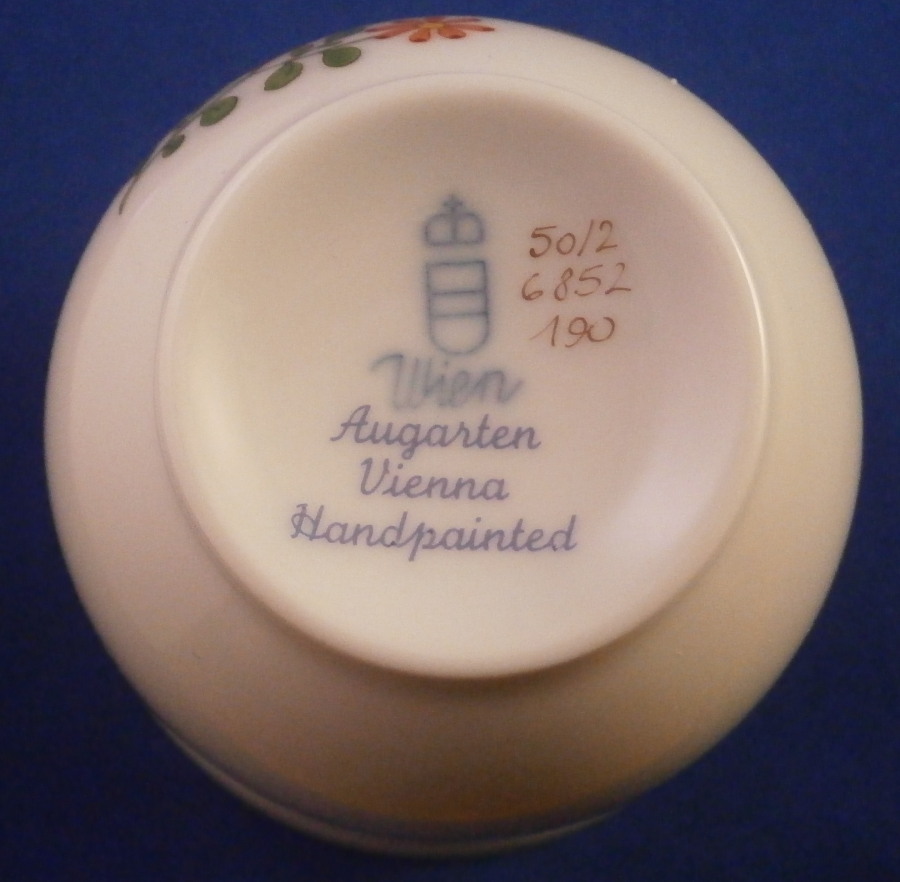 50/2
6852
190
Wien
Augarten
Vienna
Handpainted